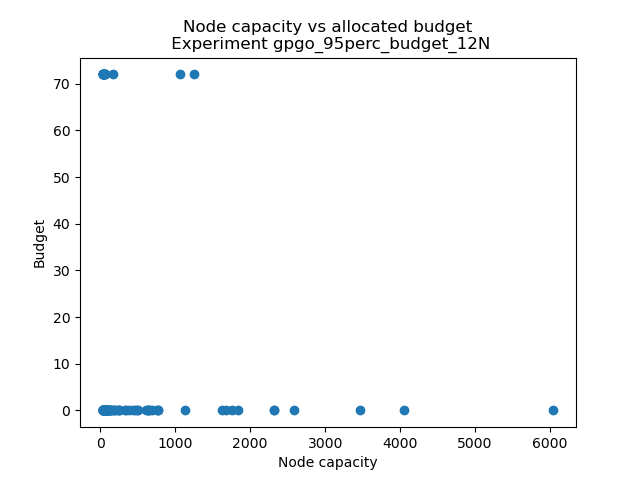 Node capacity vs allocated budget
Experiment gpgo_95perc_budget_12N
70
60
50
40
30
20
10
0
Budget
0 1000 2000 3000 4000 5000 6000
Node capacity